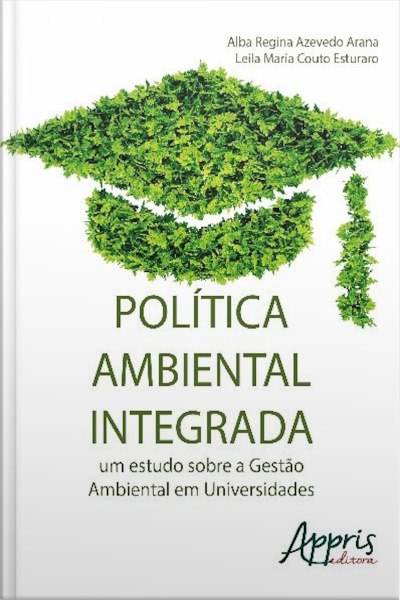 Alba Regina Azevedo Arana
Leila Maria Couto Esturaro
POLÍTICA
AMBIENTAL
INTEGRADA
um estudo sobre a Gestão
Ambiental em Universidades
Appris
editora